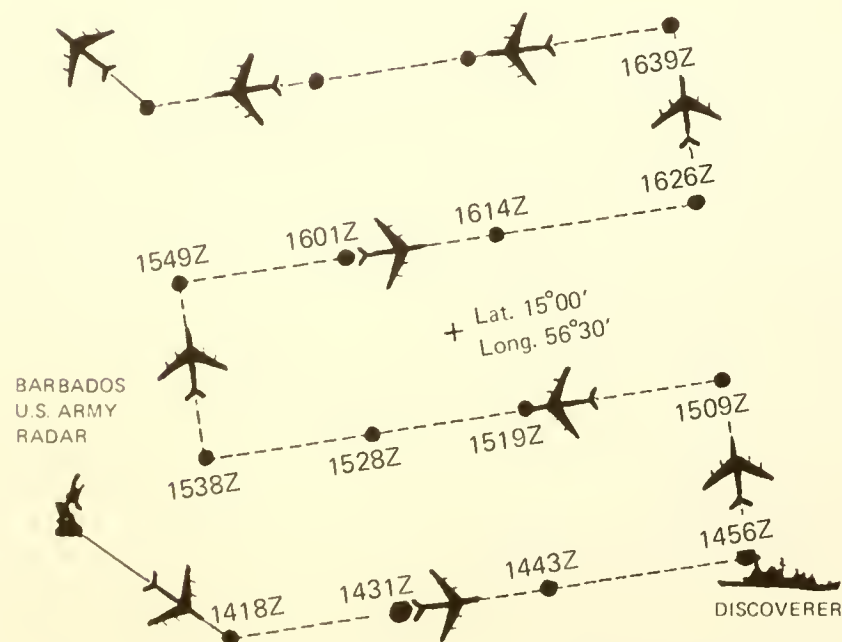 1639Z
1626Z
1614Z
1601Z
1549Z
+ Lat. 15°00′
Long. 56°30′
BARBADOS
U.S. ARMY
RADAR
1509Z
1519Z
1528Z
1538Z
1456Z
1443Z
1431Z
1418Z
DISCOVERER